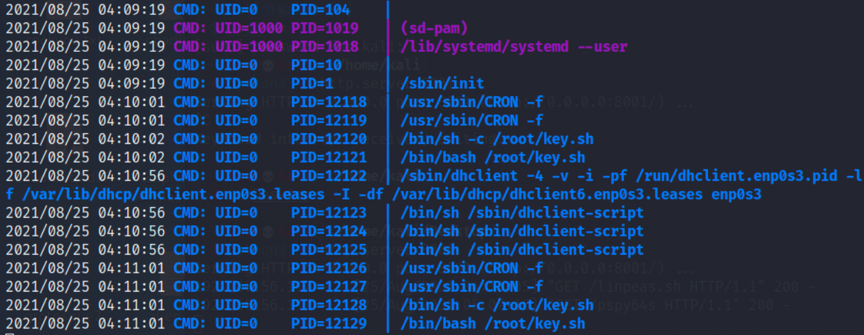 2021/08/25 04:09:19 CMD: UID=0    PID=104    |
2021/08/25 04:09:19 CMD: UID=1000 PID=1019   | (sd-pam)
2021/08/25 04:09:19 CMD: UID=1000 PID=1018   | /lib/systemd/systemd --user
2021/08/25 04:09:19 CMD: UID=0    PID=10     |
2021/08/25 04:09:19 CMD: UID=0    PID=1      | /sbin/init
2021/08/25 04:10:01 CMD: UID=0    PID=12118  | /usr/sbin/CRON -f
2021/08/25 04:10:01 CMD: UID=0    PID=12119  | /usr/sbin/CRON -f
2021/08/25 04:10:02 CMD: UID=0    PID=12120  | /bin/sh -c /root/key.sh
2021/08/25 04:10:02 CMD: UID=0    PID=12121  | /bin/bash /root/key.sh
2021/08/25 04:10:56 CMD: UID=0    PID=12122  | /sbin/dhclient -4 -v -i -pf /run/dhclient.enp0s3.pid -l
f /var/lib/dhcp/dhclient.enp0s3.leases -I -df /var/lib/dhcp/dhclient6.enp0s3.leases enp0s3
2021/08/25 04:10:56 CMD: UID=0    PID=12123  | /bin/sh /sbin/dhclient-script
2021/08/25 04:10:56 CMD: UID=0    PID=12124  | /bin/sh /sbin/dhclient-script
2021/08/25 04:10:56 CMD: UID=0    PID=12125  | /bin/sh /sbin/dhclient-script
2021/08/25 04:11:01 CMD: UID=0    PID=12126  | /usr/sbin/CRON -f
2021/08/25 04:11:01 CMD: UID=0    PID=12127  | /usr/sbin/CRON -f
2021/08/25 04:11:01 CMD: UID=0    PID=12128  | /bin/sh -c /root/key.sh
2021/08/25 04:11:01 CMD: UID=0    PID=12129  | /bin/bash /root/key.sh